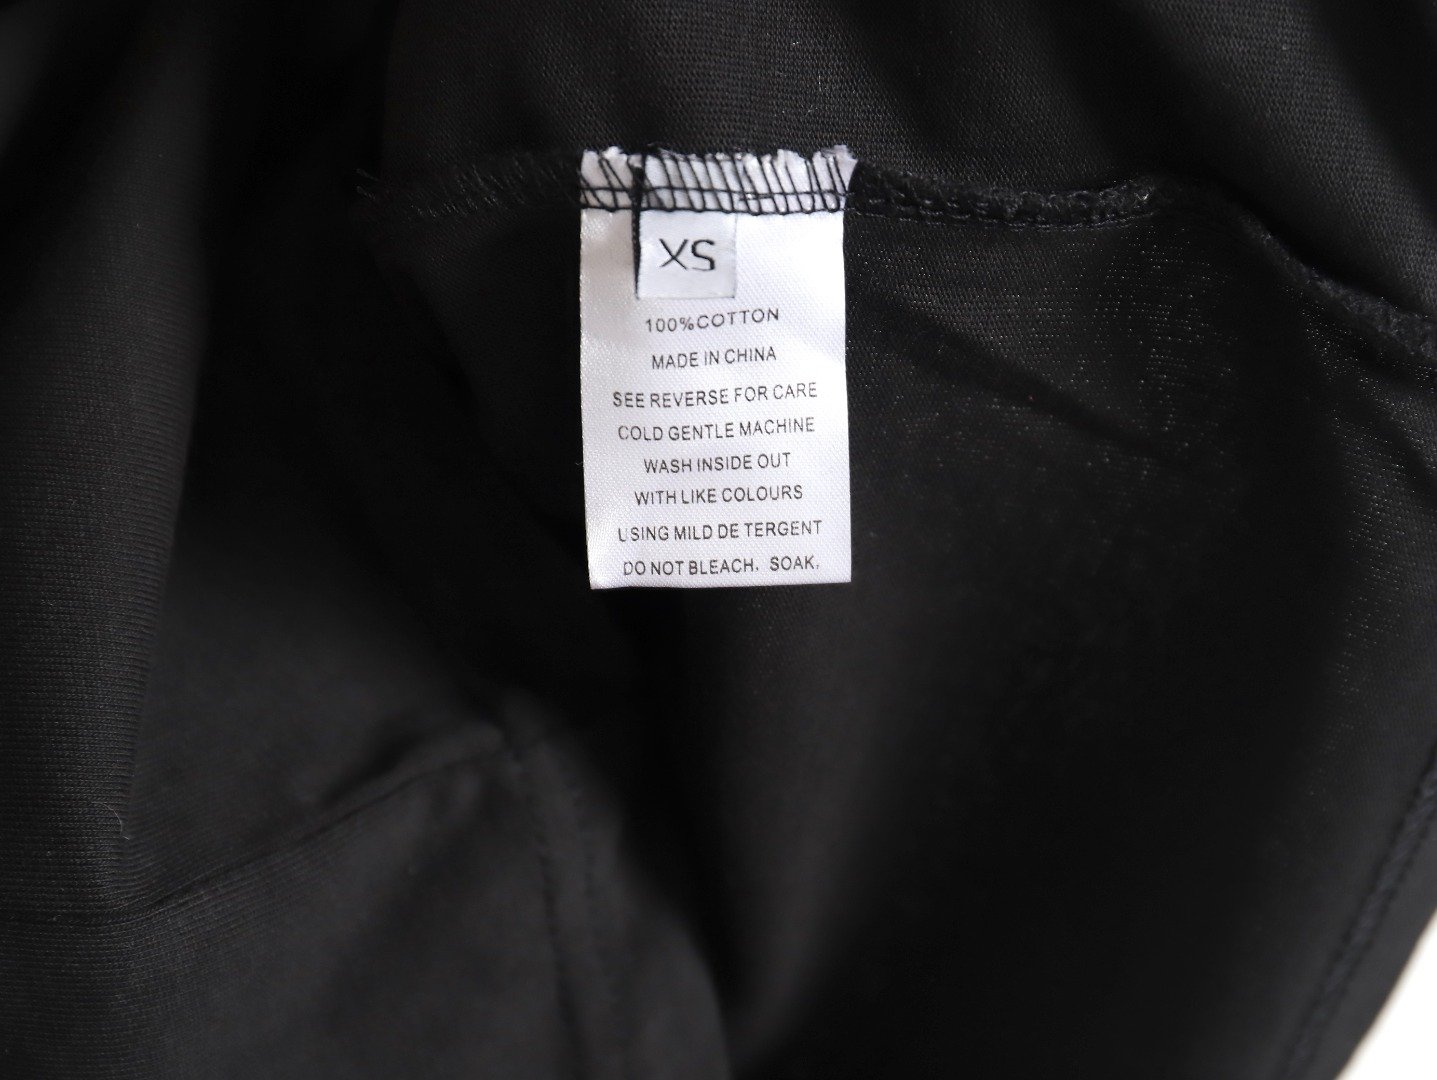 XS
100%COTTON
MADE IN CHINA
SEE REVERSE FOR CARE
COLD GENTLE MACHINE
WASH INSIDE OUT
WITH LIKE COLOURS
USING MILD DE TERGENT
DO NOT BLEACH. SOAK.